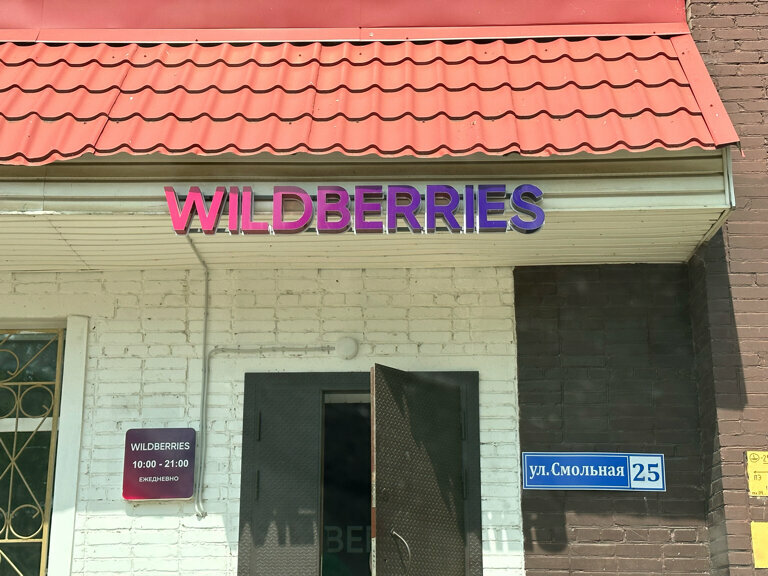 WILDBERRIES
WILDBERRIES
10:00 - 21:00
ЕЖЕДНЕВНО
ул. Смольная 25